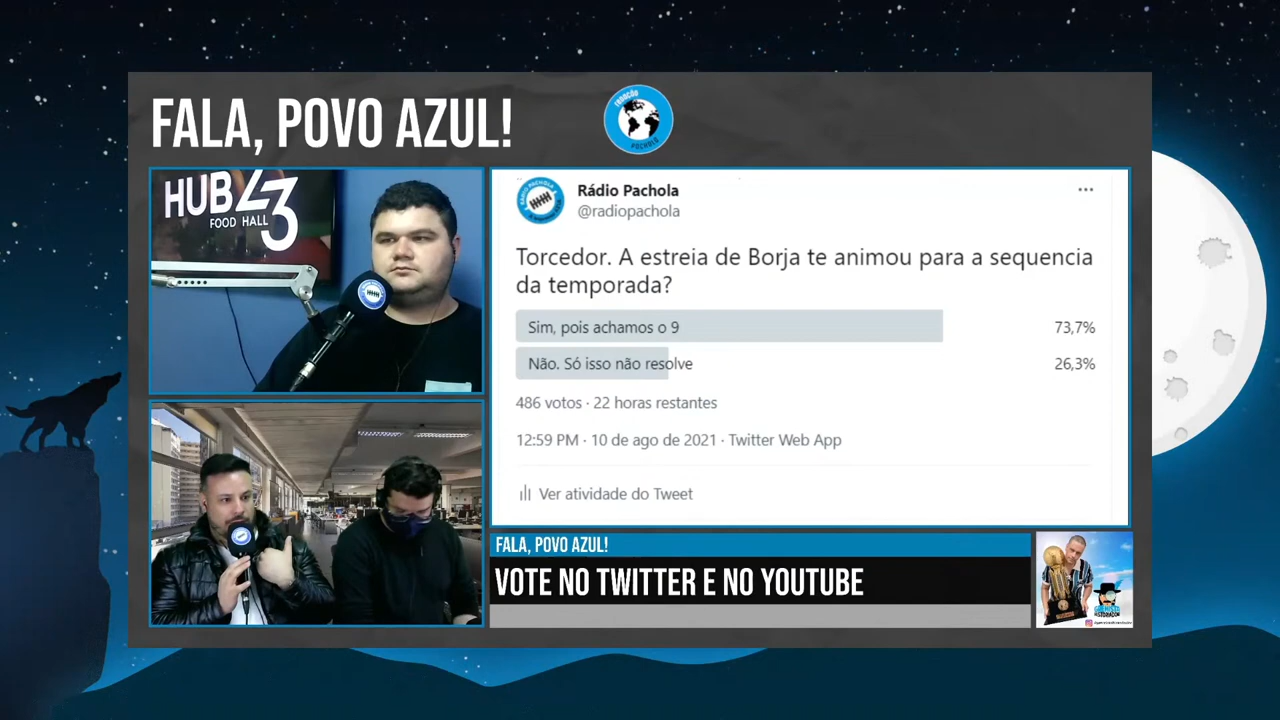 FALA, POVO AZUL!
PACHOLA
HUB43
FOOD HALL
Rádio Pachola
@radiopachola
Torcedor. A estreia de Borja te animou para a sequencia
da temporada?
Sim, pois achamos o 9
73,7%
Não. Só isso não resolve
26,3%
486 votos · 22 horas restantes
12:59 PM · 10 de ago de 2021 · Twitter Web App
Ver atividade do Tweet
FALA, POVO AZUL!
VOTE NO TWITTER E NO YOUTUBE